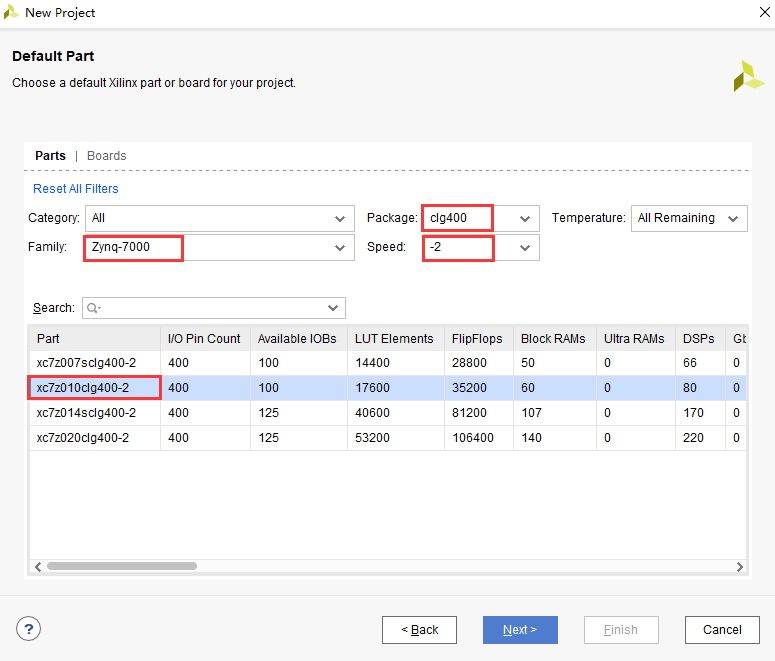 New Project
Default Part
Choose a default Xilinx part or board for your project.
Parts | Boards
Reset All Filters
Category: All Package: clg400 Temperature: All Remaining
Family: Zynq-7000 Speed: -2
Search:
Part I/O Pin Count Available IOBs LUT Elements FlipFlops Block RAMs Ultra RAMs DSPs Gb
xc7z007sclg400-2 400 100 14400 28800 50 0 66 0
xc7z010clg400-2 400 100 17600 35200 60 0 80 0
xc7z014sclg400-2 400 125 40600 81200 107 0 170 0
xc7z020clg400-2 400 125 53200 106400 140 0 220 0
? < Back Next > Finish Cancel